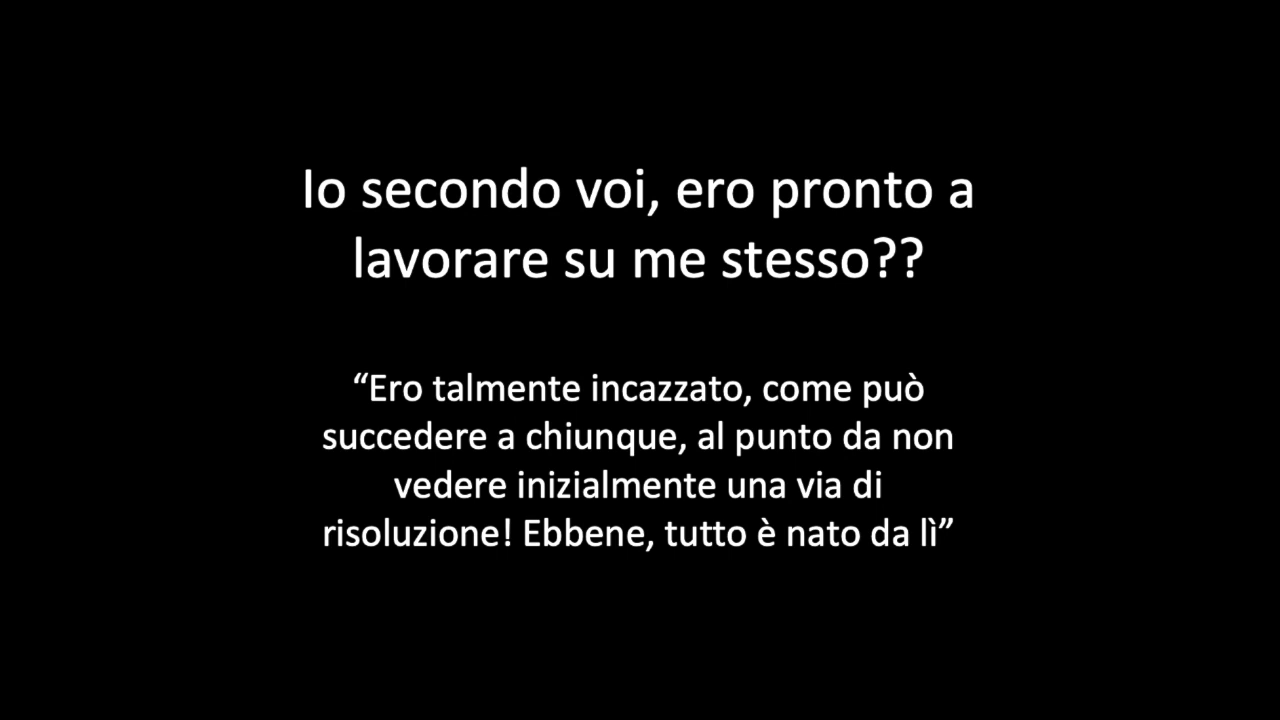 Io secondo voi, ero pronto a
lavorare su me stesso??
“Ero talmente incazzato, come può
succedere a chiunque, al punto da non
vedere inizialmente una via di
risoluzione! Ebbene, tutto è nato da lì”